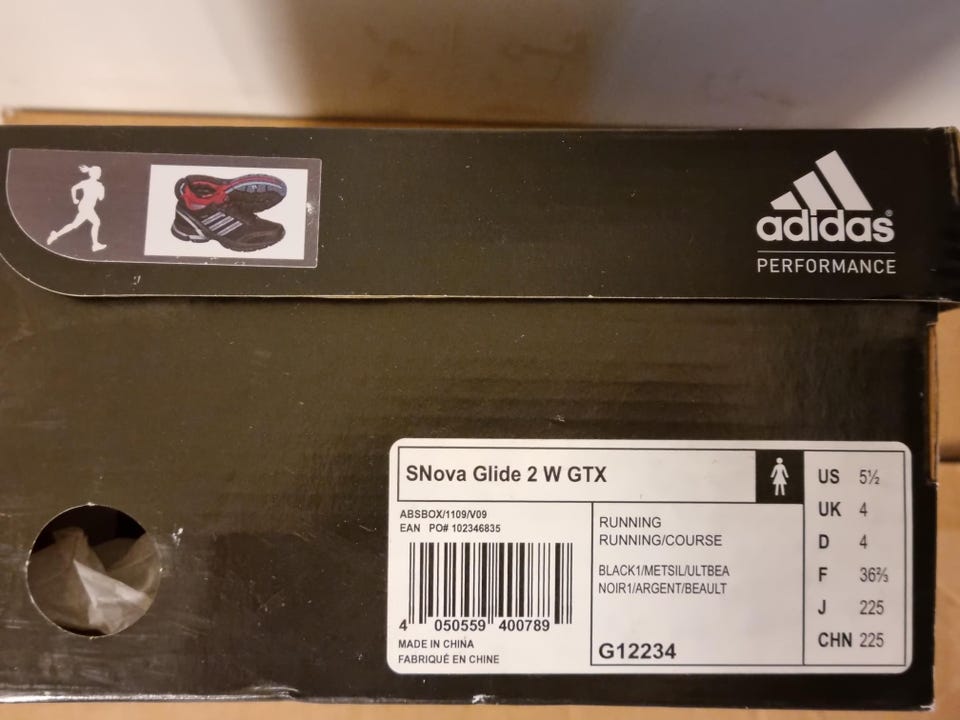 adidas®
PERFORMANCE
SNova Glide 2 W GTX
ABSBOX/1109/V09
EAN PO# 102346835
4 050559 400789
MADE IN CHINA
FABRIQUÉ EN CHINE
RUNNING
RUNNING/COURSE
BLACK1/METSIL/ULTBEA
NOIR1/ARGENT/BEAULT
G12234
US 5½
UK 4
D 4
F 36⅔
J 225
CHN 225